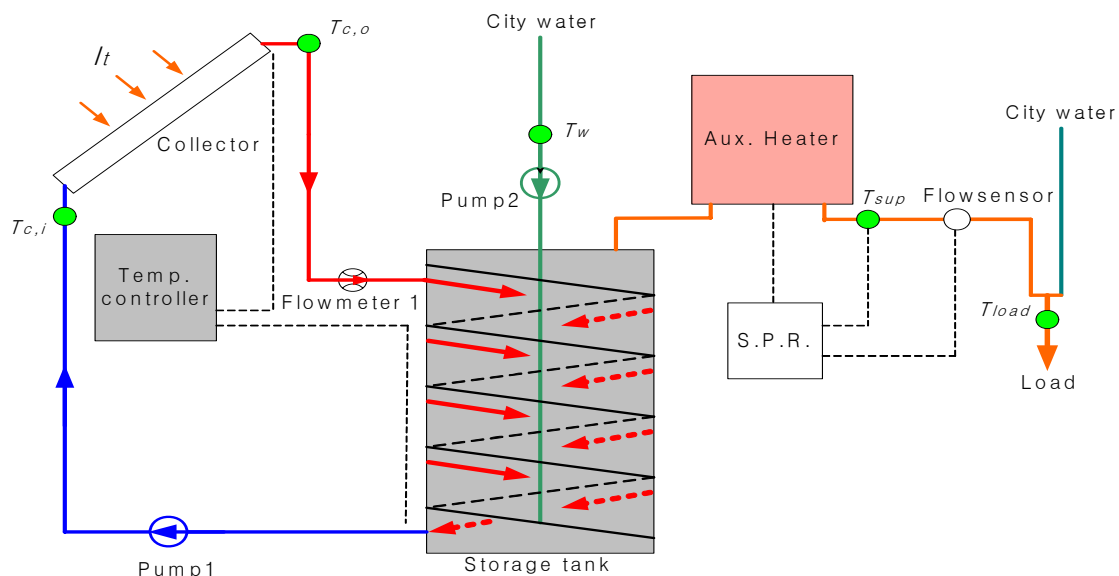 City water
Tc,o
It
Collector
Tw
Pump2
Aux. Heater
City water
Tsup
Flowsensor
Tc,i
Temp.
controller
Flowmeter 1
S.P.R.
Tload
Load
Storage tank
Pump1